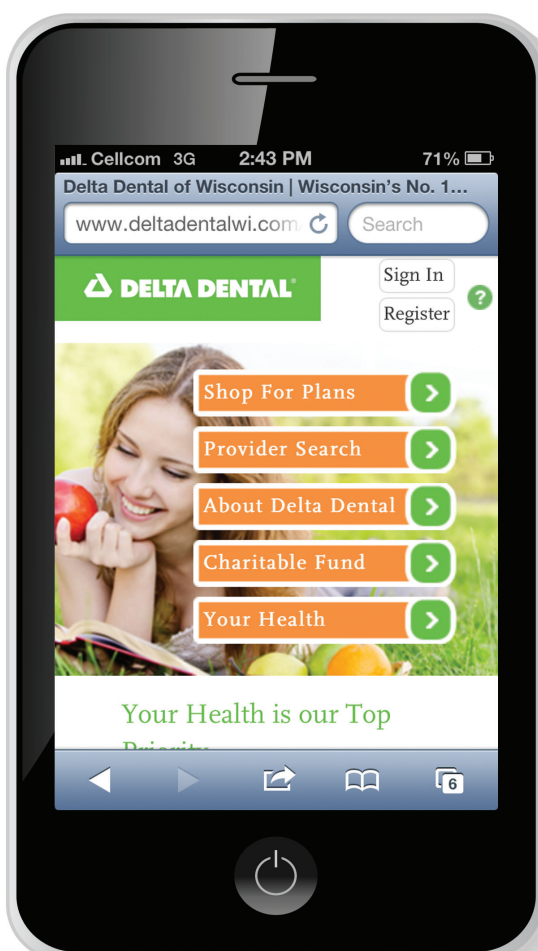 Cellcom 3G 2:43 PM 71%
Delta Dental of Wisconsin | Wisconsin's No. 1...
www.deltadentalwi.com
Search
DELTA DENTAL®
Sign In
?
Register
Shop For Plans
Provider Search
About Delta Dental
Charitable Fund
Your Health
Your Health is our Top
Priority
6